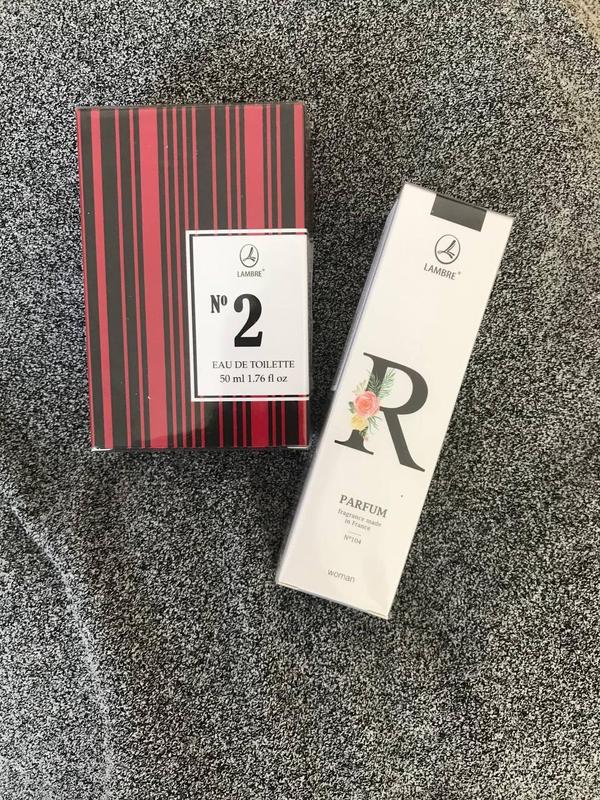 LAMBRE®
Nº 2
EAU DE TOILETTE
50 ml 1.76 fl oz
LAMBRE®
R
PARFUM
fragrance made
in France
Nº104
woman